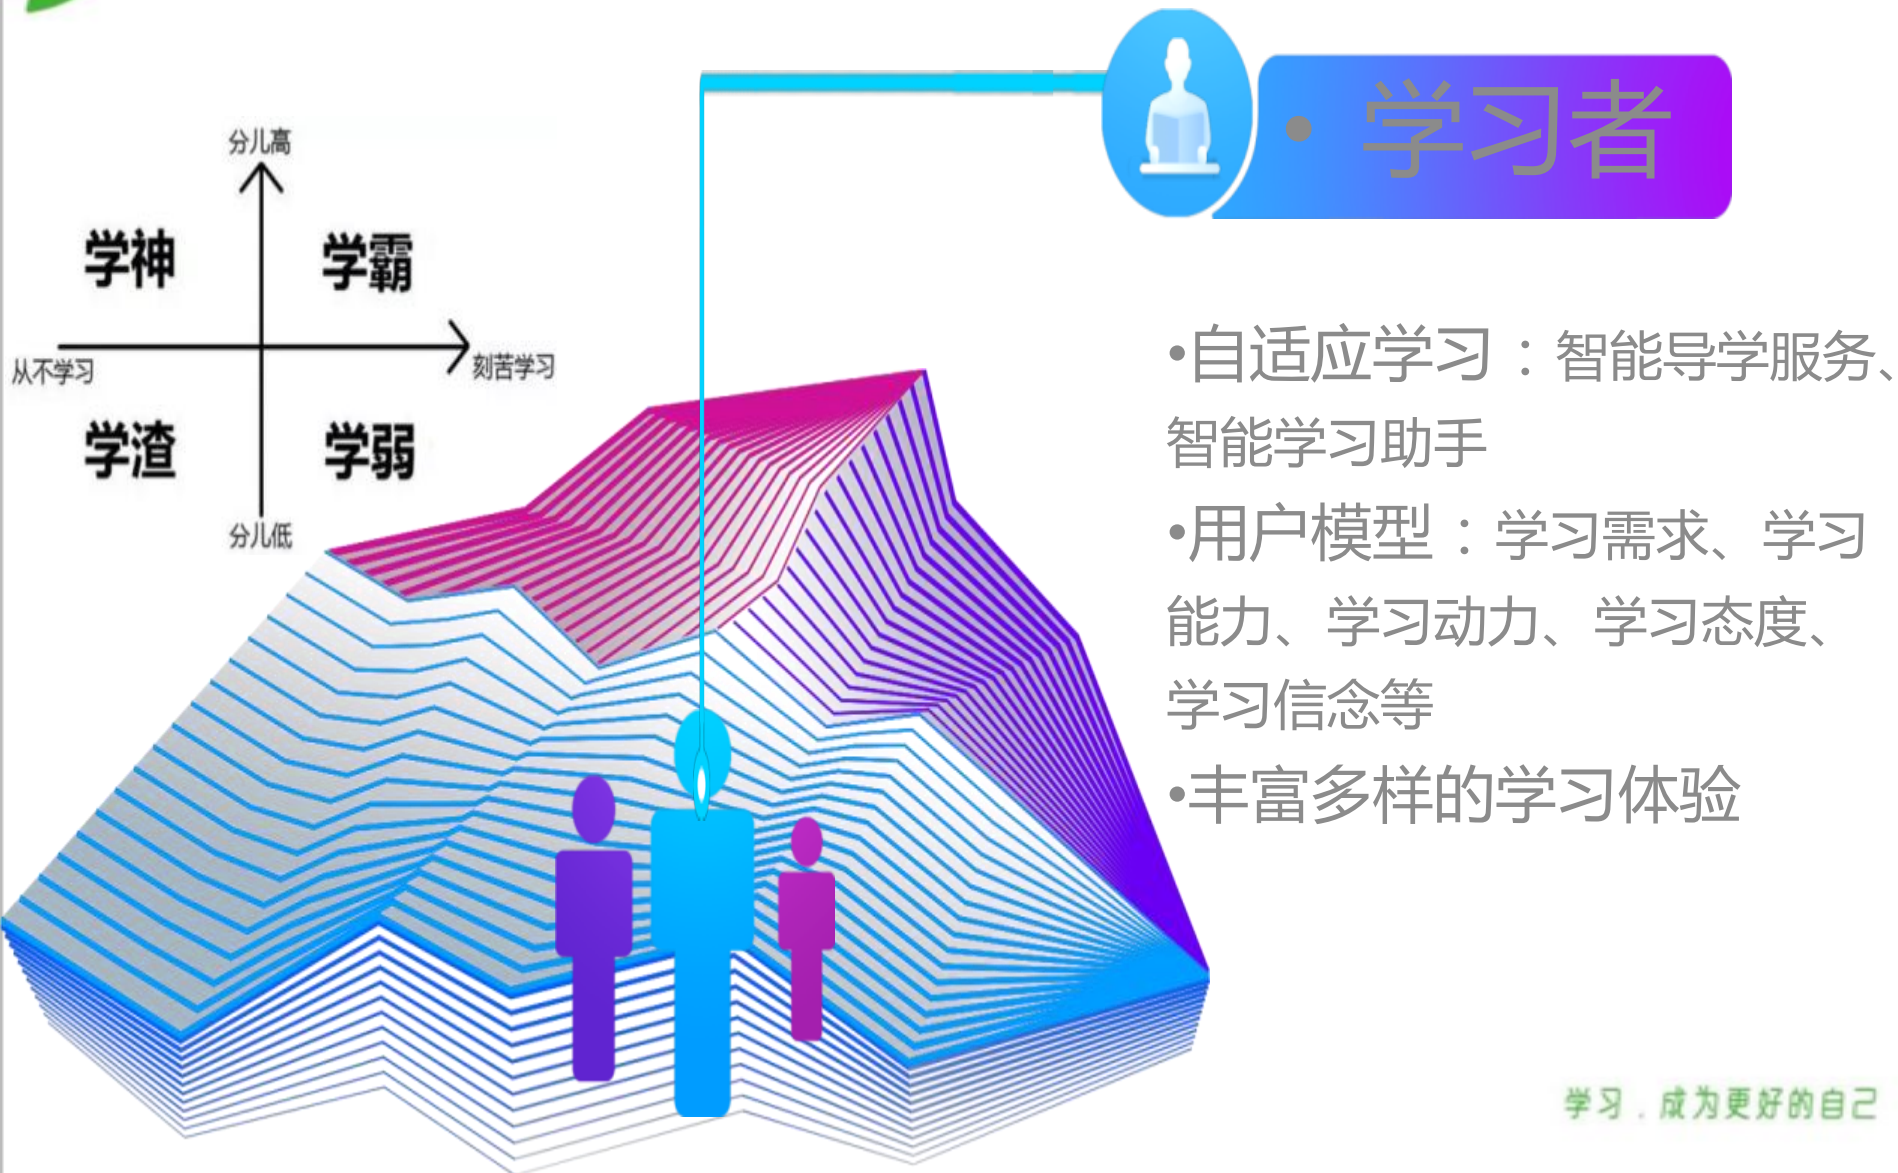 • 学习者
分儿高
学神
学霸
从不学习
刻苦学习
学渣
学弱
分儿低
•自适应学习：智能导学服务、
智能学习助手
•用户模型：学习需求、学习
能力、学习动力、学习态度、
学习信念等
•丰富多样的学习体验
学习．成为更好的自己